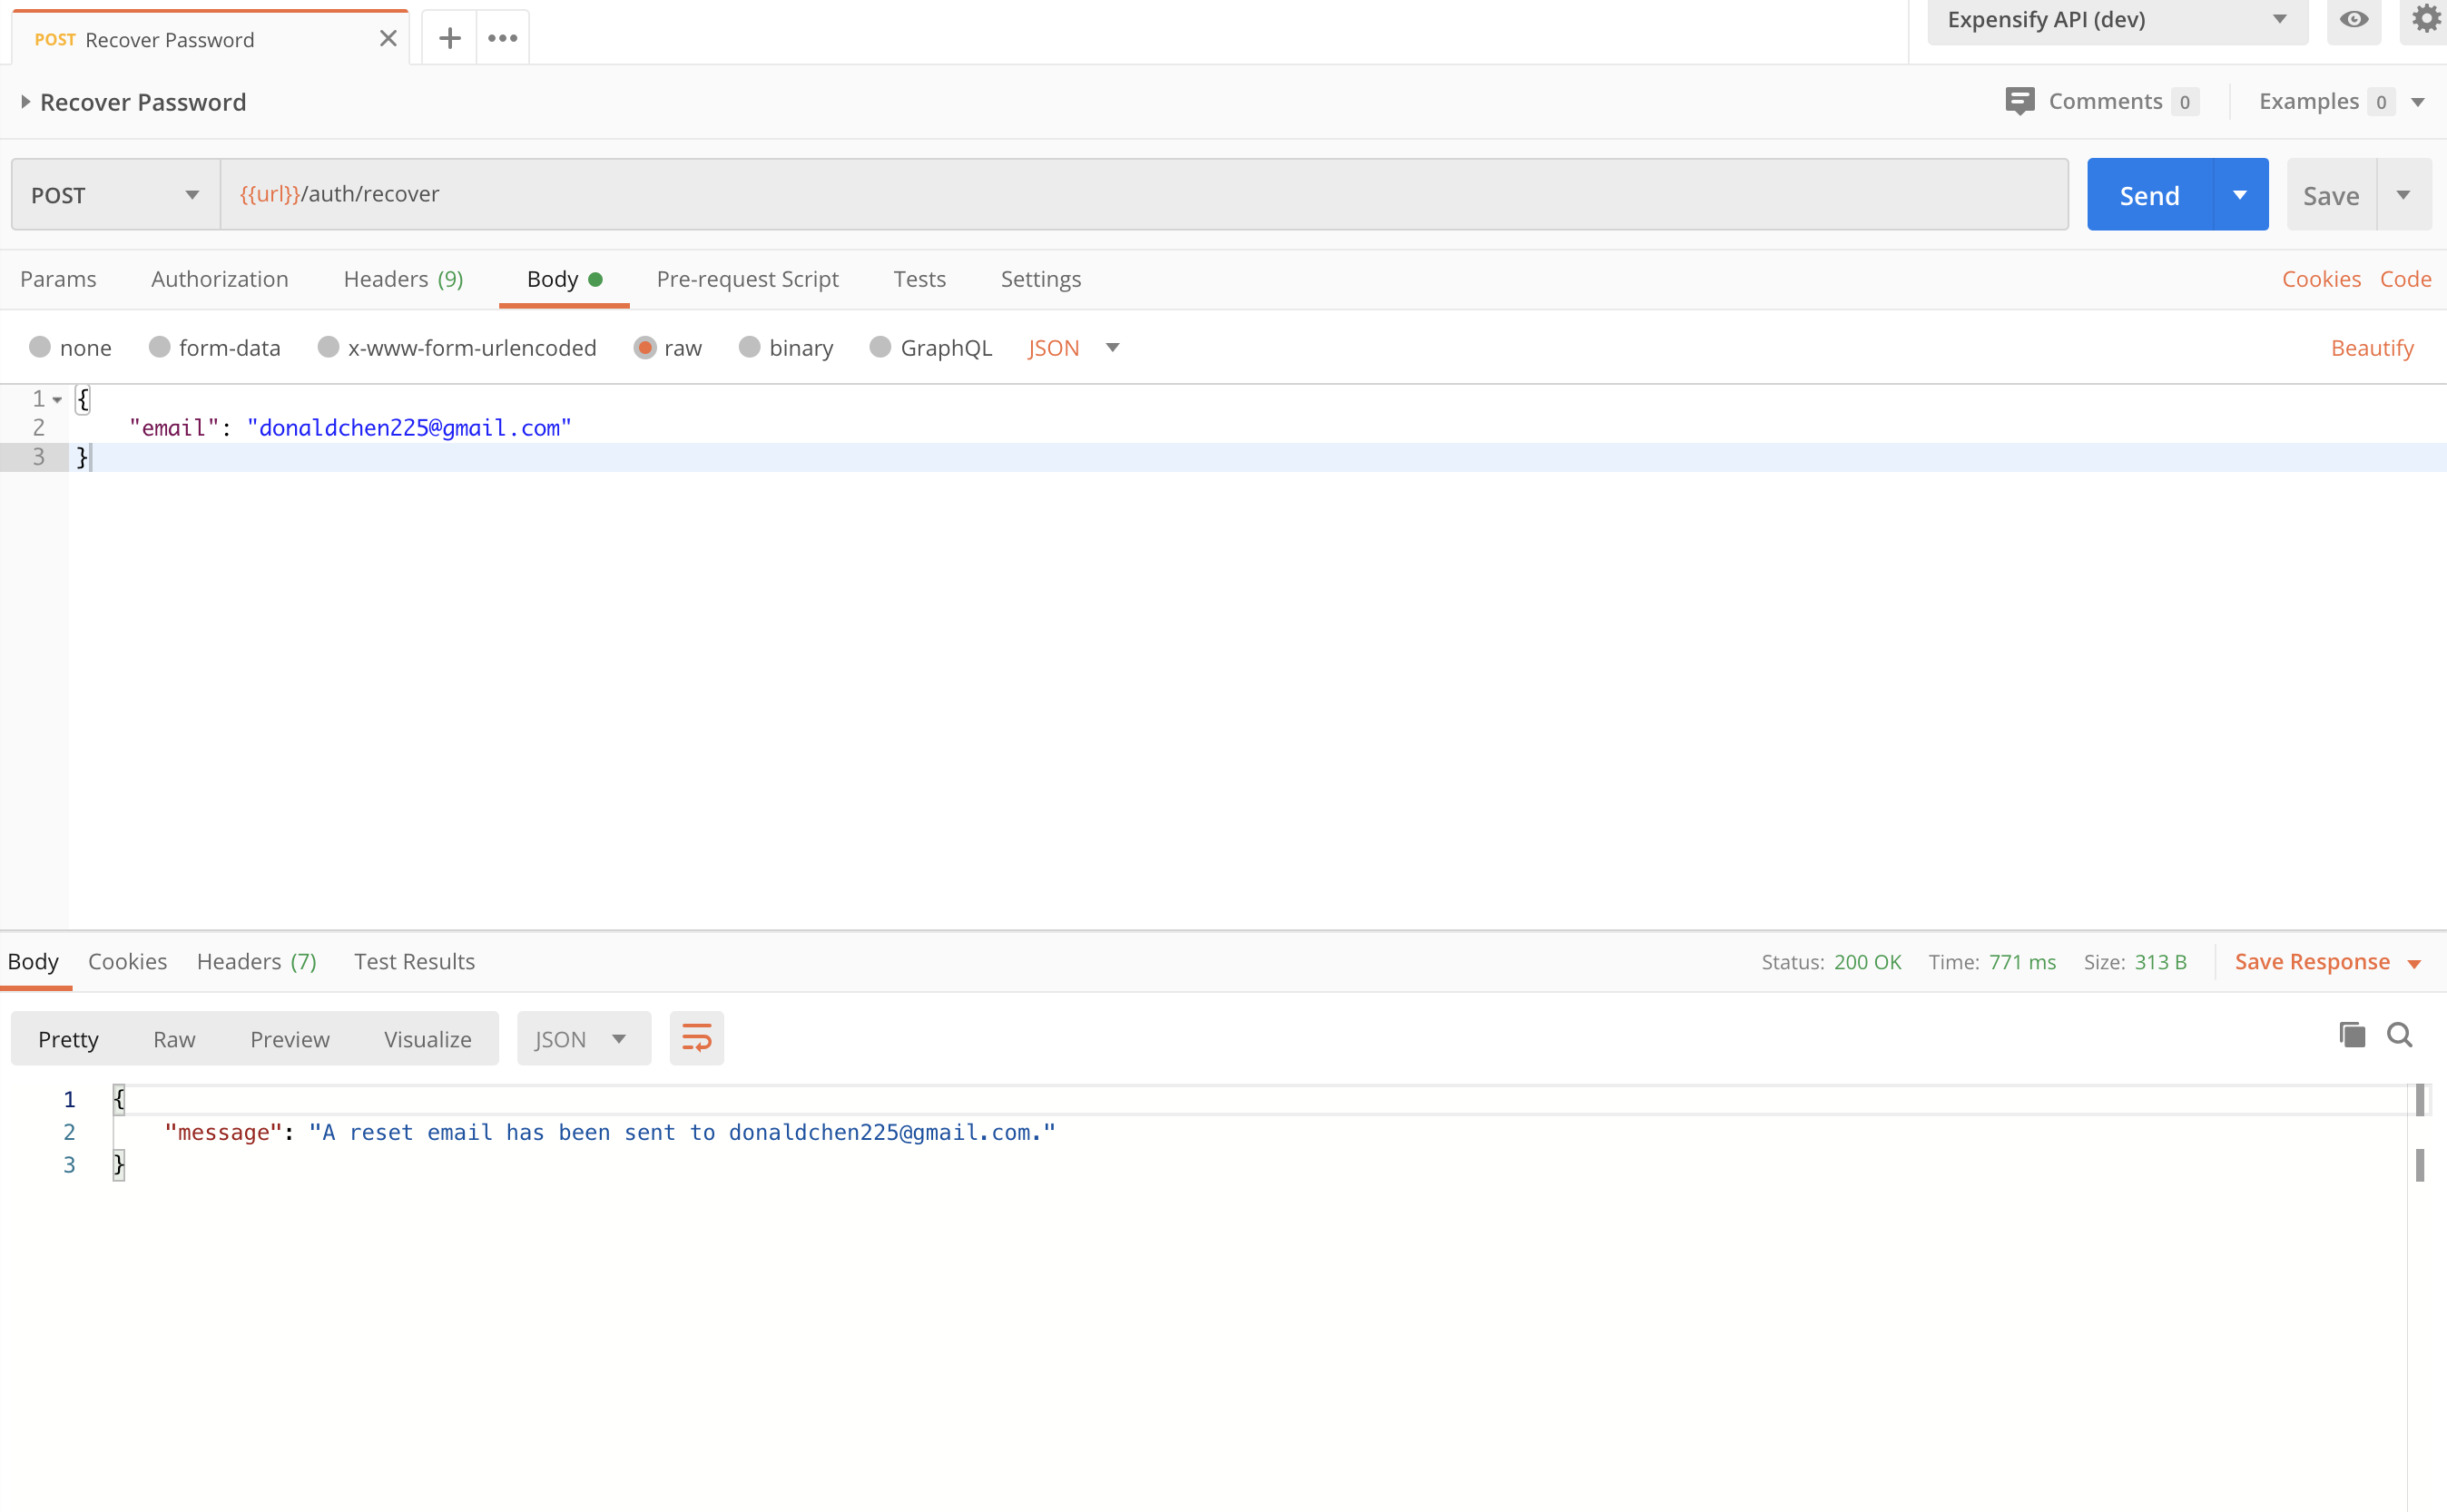 POST Recover Password
Expensify API (dev)
Recover Password
Comments 0
Examples 0
POST
{{url}}/auth/recover
Send
Save
Params Authorization Headers (9) Body Pre-request Script Tests Settings
Cookies Code
none form-data x-www-form-urlencoded raw binary GraphQL JSON
Beautify
1 {
2 "email": "donaldchen225@gmail.com"
3 }
Body Cookies Headers (7) Test Results
Status: 200 OK Time: 771 ms Size: 313 B Save Response
Pretty Raw Preview Visualize JSON
1 {
2 "message": "A reset email has been sent to donaldchen225@gmail.com."
3 }